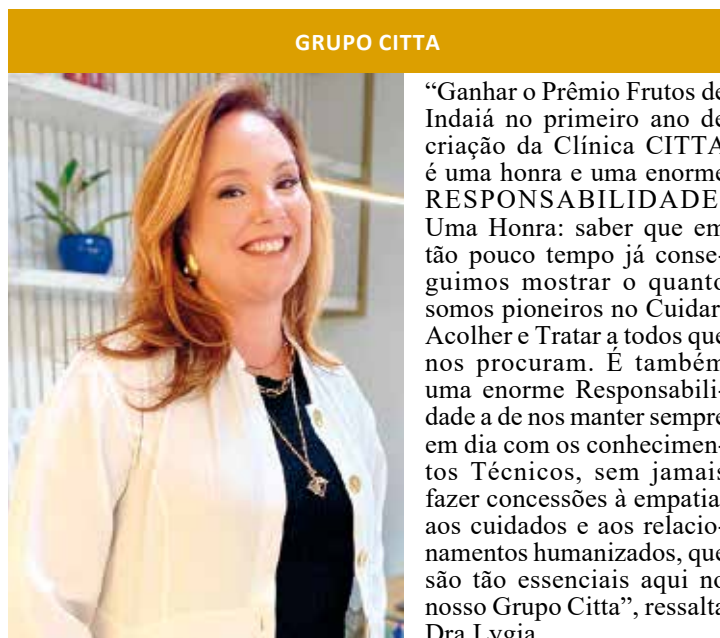 GRUPO CITTA
“Ganhar o Prêmio Frutos de
Indaiá no primeiro ano de
criação da Clínica CITTA
é uma honra e uma enorme
RESPONSABILIDADE
Uma Honra: saber que em
tão pouco tempo já conse-
guimos mostrar o quanto
somos pioneiros no Cuidar
Acolher e Tratar a todos que
nos procuram. É também
uma enorme Responsabili-
dade a de nos manter sempre
em dia com os conhecimen-
tos Técnicos, sem jamais
fazer concessões à empatia
aos cuidados e aos relacio-
namentos humanizados, que
são tão essenciais aqui no
nosso Grupo Citta”, ressalta
Dra Lygia